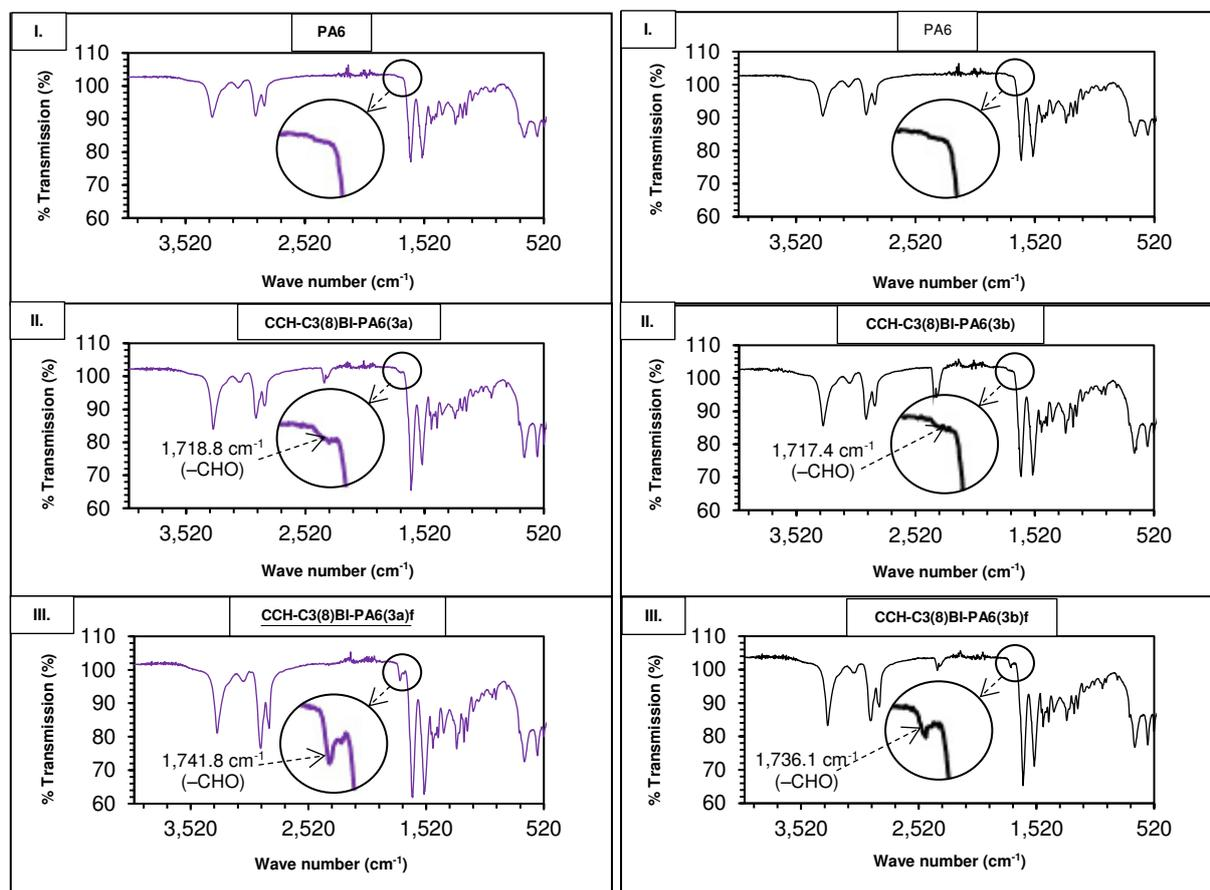 I.
PA6
110
100
90
80
70
60
% Transmission (%)
3,520 2,520 1,520 520
Wave number (cm-1)
II.
CCH-C3(8)BI-PA6(3a)
110
100
90
80
70
60
% Transmission (%)
1,718.8 cm-1
(–CHO)
3,520 2,520 1,520 520
Wave number (cm-1)
III.
CCH-C3(8)BI-PA6(3a)f
110
100
90
80
70
60
% Transmission (%)
1,741.8 cm-1
(–CHO)
3,520 2,520 1,520 520
Wave number (cm-1)
I.
PA6
110
100
90
80
70
60
% Transmission (%)
3,520 2,520 1,520 520
Wave number (cm-1)
II.
CCH-C3(8)BI-PA6(3b)
110
100
90
80
70
60
% Transmission (%)
1,717.4 cm-1
(–CHO)
3,520 2,520 1,520 520
Wave number (cm-1)
III.
CCH-C3(8)BI-PA6(3b)f
110
100
90
80
70
60
% Transmission (%)
1,736.1 cm-1
(–CHO)
3,520 2,520 1,520 520
Wave number (cm-1)